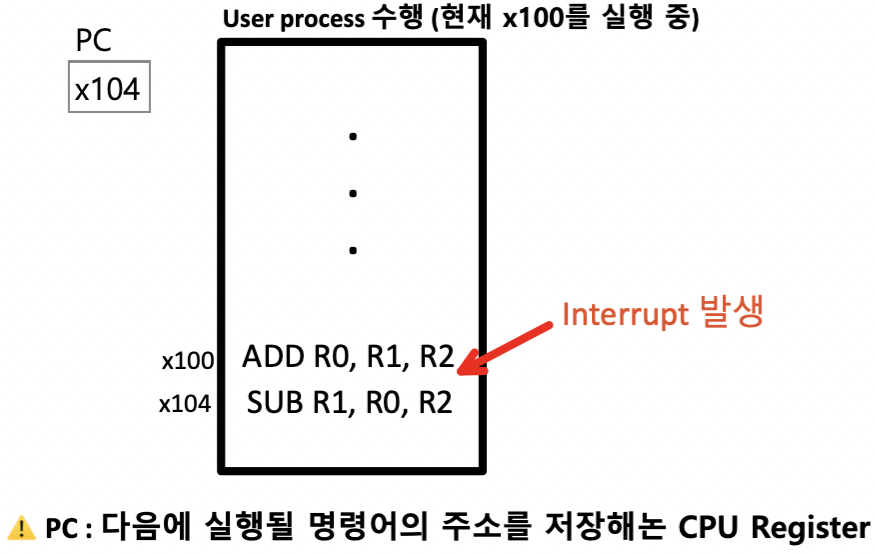 User process 수행 (현재 x100를 실행 중)
PC
x104
Interrupt 발생
x100 ADD R0, R1, R2
x104 SUB R1, R0, R2
⚠️ PC : 다음에 실행될 명령어의 주소를 저장해논 CPU Register